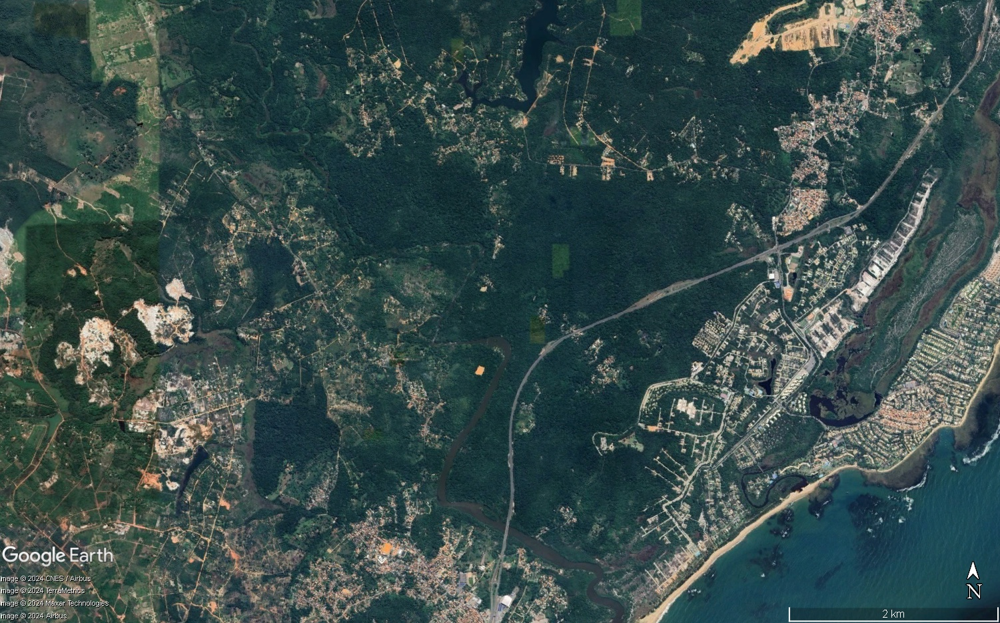 Google Earth
Image © 2024 CNES / Airbus
Image © 2024 TerraMetrics
Image © 2024 Maxar Technologies
Image © 2024 Airbus
N
2 km